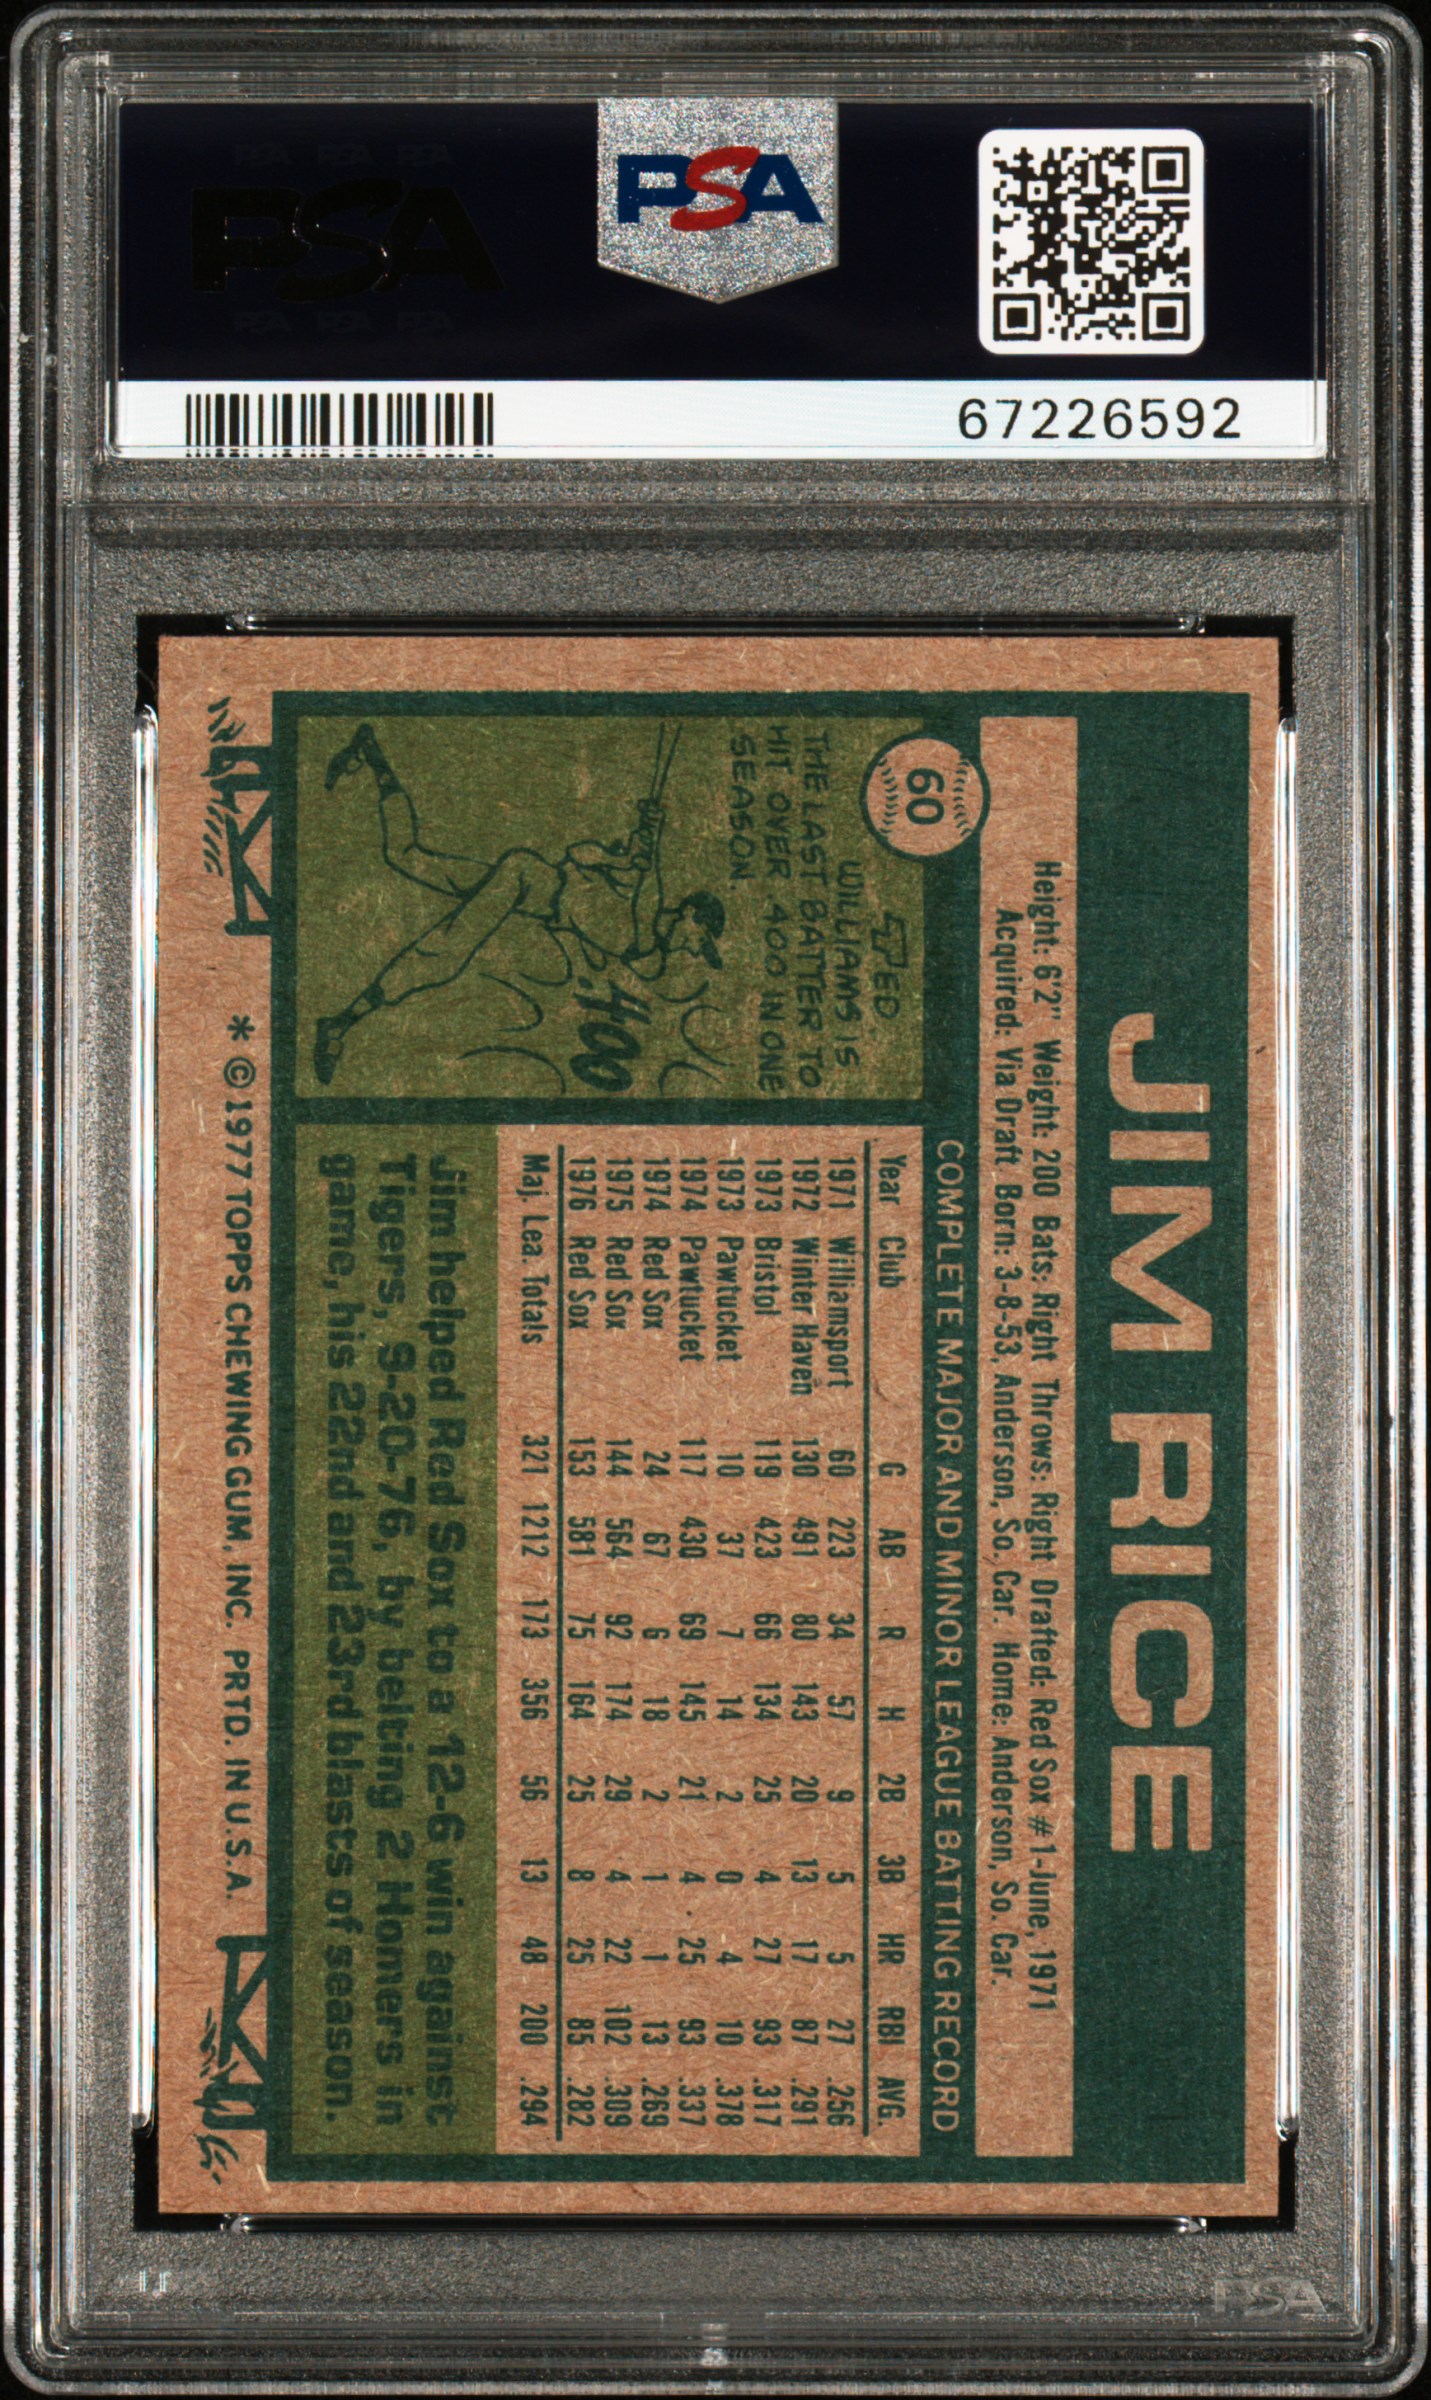 PSA PSA PSA
PSA
PSA PSA PSA
PSA
67226592
JIM RICE
Height: 6'2" Weight: 200 Bats: Right Throws: Right Drafted: Red Sox #1-June, 1971
Acquired: Via Draft Born: 3-8-53, Anderson, So. Car. Home: Anderson, So. Car.
60
COMPLETE MAJOR AND MINOR LEAGUE BATTING RECORD
TED
WILLIAMS IS
THE LAST BATTER TO
HIT OVER .400 IN ONE
SEASON.
.400
Year Club G AB R H 2B 3B HR RBI AVG.
1971 Williamsport 60 223 34 57 9 5 5 27 .256
1972 Winter Haven 130 491 80 143 20 13 17 87 .291
1973 Bristol 119 423 66 134 25 4 27 93 .317
1973 Pawtucket 10 37 7 14 2 0 4 10 .378
1974 Pawtucket 117 430 69 145 21 4 25 93 .337
1974 Red Sox 24 67 6 18 2 1 1 13 .269
1975 Red Sox 144 564 92 174 29 4 22 102 .309
1976 Red Sox 153 581 75 164 25 8 25 85 .282
Maj. Lea. Totals 321 1212 173 356 56 13 48 200 .294
Jim helped Red Sox to a 12-6 win against
Tigers, 9-20-76, by belting 2 Homers in
game, his 22nd and 23rd blasts of season.
* © 1977 TOPPS CHEWING GUM, INC. PRTD. IN U.S.A.
PSA